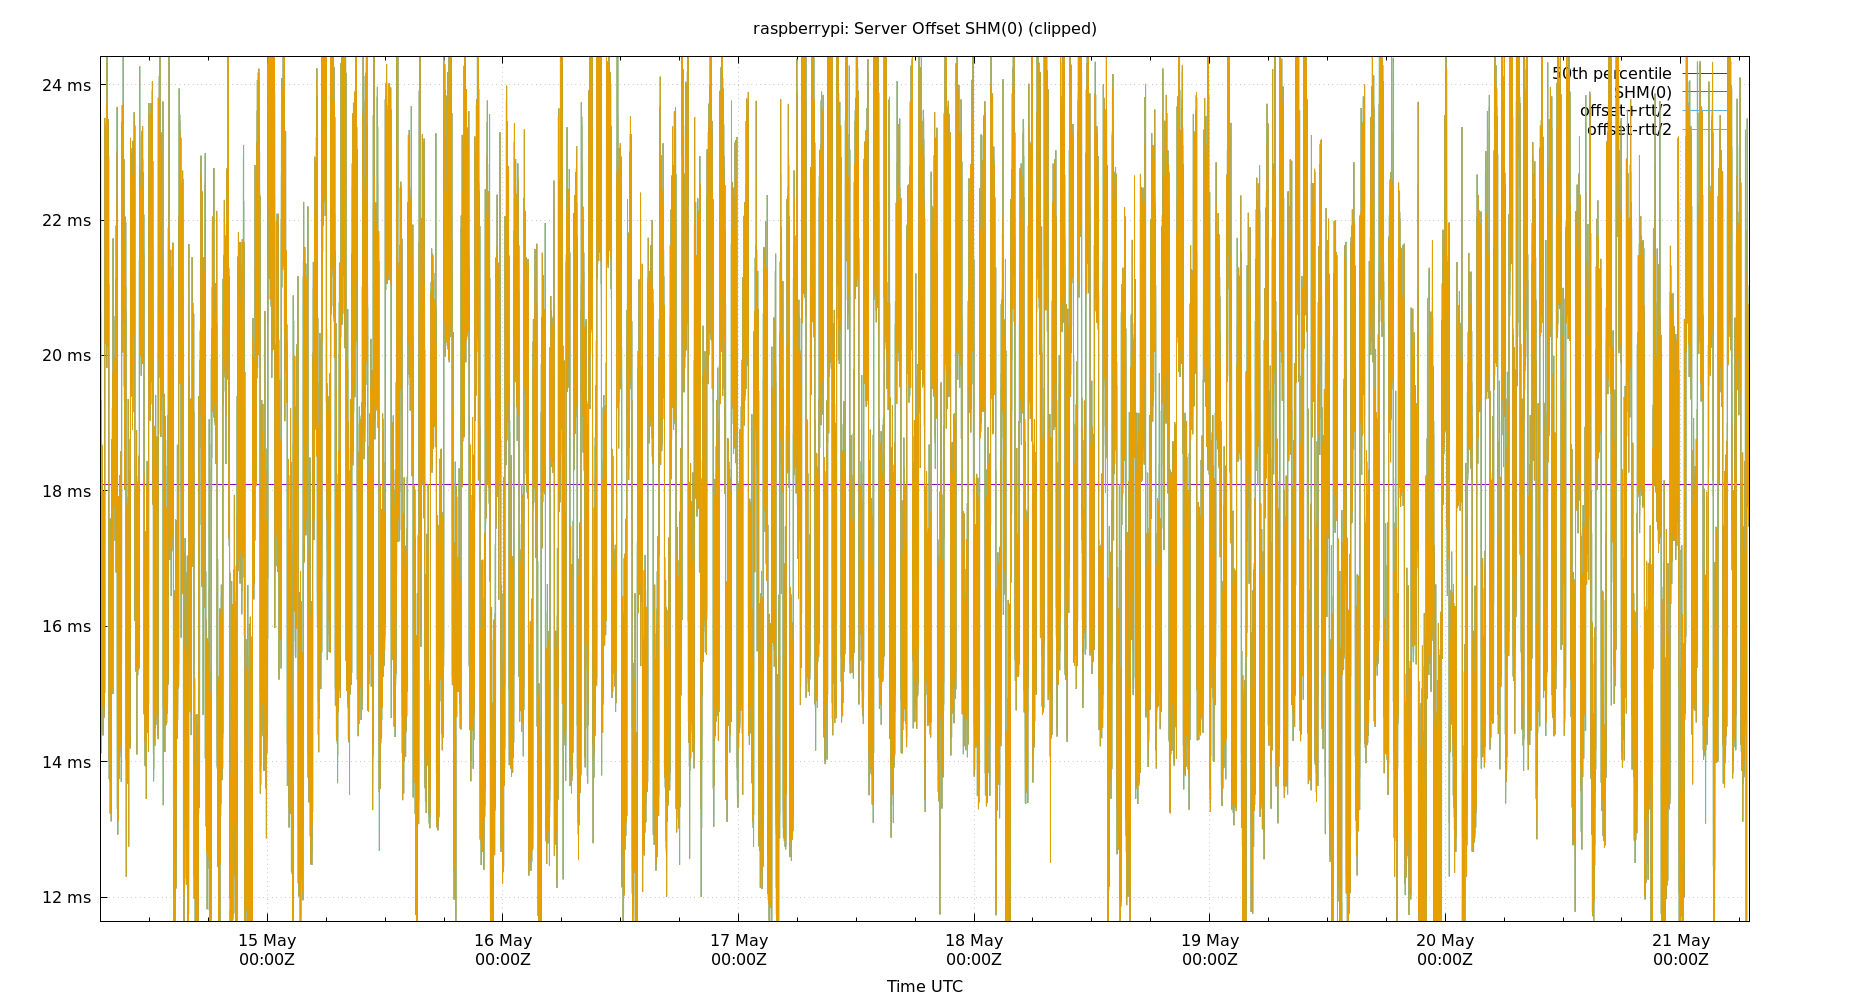 raspberrypi: Server Offset SHM(0) (clipped)
50th percentile
SHM(0)
offset+rtt/2
offset-rtt/2
24 ms
22 ms
20 ms
18 ms
16 ms
14 ms
12 ms
15 May 16 May 17 May 18 May 19 May 20 May 21 May
00:00Z 00:00Z 00:00Z 00:00Z 00:00Z 00:00Z 00:00Z
Time UTC